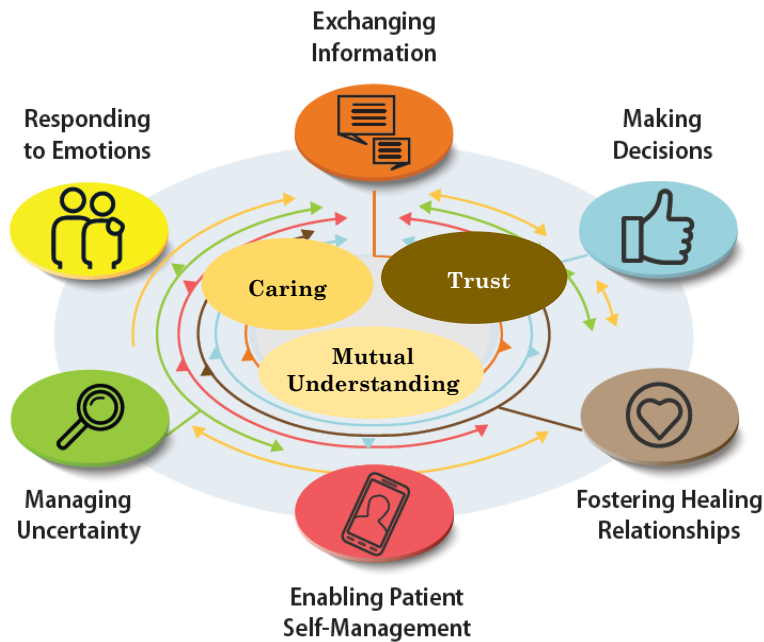 Exchanging
Information
Responding
to Emotions
Making
Decisions
Caring
Trust
Mutual
Understanding
Managing
Uncertainty
Fostering Healing
Relationships
Enabling Patient
Self-Management